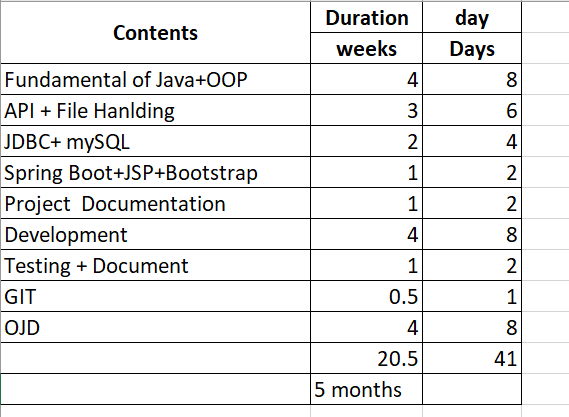 Contents Duration day
weeks Days
Fundamental of Java+OOP 4 8
API + File Hanlding 3 6
JDBC+ mySQL 2 4
Spring Boot+JSP+Bootstrap 1 2
Project  Documentation 1 2
Development 4 8
Testing + Document 1 2
GIT 0.5 1
OJD 4 8
20.5 41
5 months